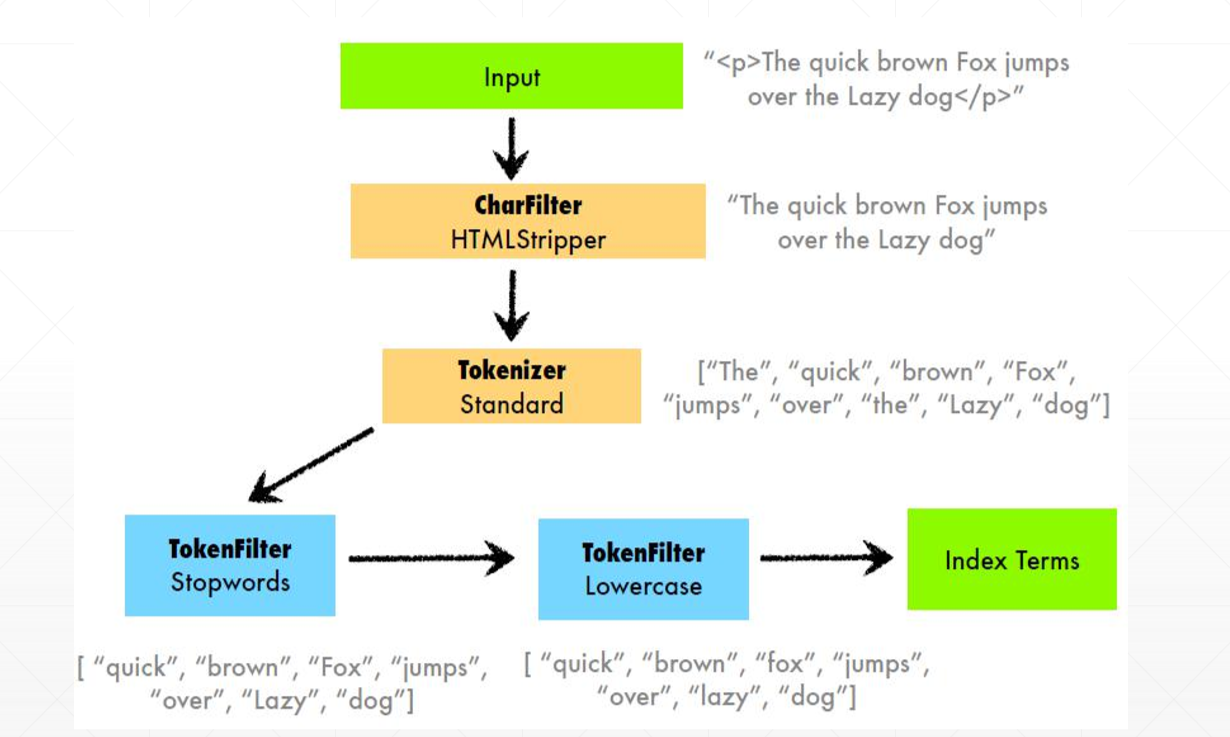 Input
“<p>The quick brown Fox jumps
over the Lazy dog</p>”
CharFilter
HTMLStripper
“The quick brown Fox jumps
over the Lazy dog”
Tokenizer
Standard
[“The”, “quick”, “brown”, “Fox”,
“jumps”, “over”, “the”, “Lazy”, “dog”]
TokenFilter
Stopwords
TokenFilter
Lowercase
Index Terms
[ “quick”, “brown”, “Fox”, “jumps”,
“over”, “Lazy”, “dog”]
[ “quick”, “brown”, “fox”, “jumps”,
“over”, “lazy”, “dog”]